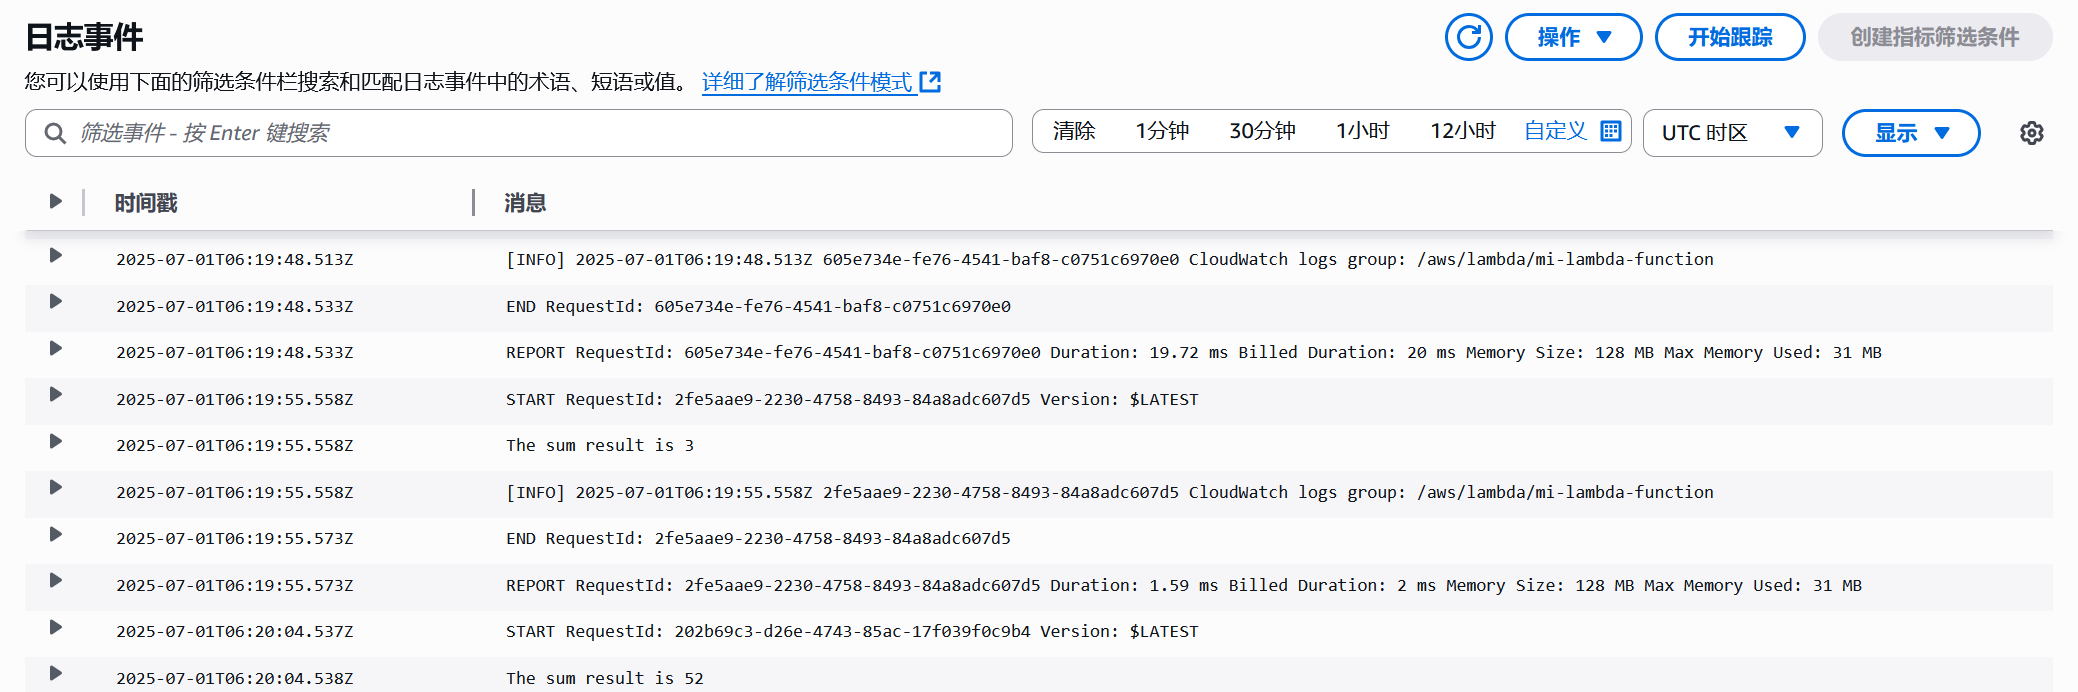 日志事件
操作 开始跟踪 创建指标筛选条件
您可以使用下面的筛选条件栏搜索和匹配日志事件中的术语、短语或值。 详细了解筛选条件模式
筛选事件 - 按 Enter 键搜索 清除 1分钟 30分钟 1小时 12小时 自定义 UTC 时区 显示
时间戳 消息
2025-07-01T06:19:48.513Z [INFO] 2025-07-01T06:19:48.513Z 605e734e-fe76-4541-baf8-c0751c6970e0 CloudWatch logs group: /aws/lambda/mi-lambda-function
2025-07-01T06:19:48.533Z END RequestId: 605e734e-fe76-4541-baf8-c0751c6970e0
2025-07-01T06:19:48.533Z REPORT RequestId: 605e734e-fe76-4541-baf8-c0751c6970e0 Duration: 19.72 ms Billed Duration: 20 ms Memory Size: 128 MB Max Memory Used: 31 MB
2025-07-01T06:19:55.558Z START RequestId: 2fe5aae9-2230-4758-8493-84a8adc607d5 Version: $LATEST
2025-07-01T06:19:55.558Z The sum result is 3
2025-07-01T06:19:55.558Z [INFO] 2025-07-01T06:19:55.558Z 2fe5aae9-2230-4758-8493-84a8adc607d5 CloudWatch logs group: /aws/lambda/mi-lambda-function
2025-07-01T06:19:55.573Z END RequestId: 2fe5aae9-2230-4758-8493-84a8adc607d5
2025-07-01T06:19:55.573Z REPORT RequestId: 2fe5aae9-2230-4758-8493-84a8adc607d5 Duration: 1.59 ms Billed Duration: 2 ms Memory Size: 128 MB Max Memory Used: 31 MB
2025-07-01T06:20:04.537Z START RequestId: 202b69c3-d26e-4743-85ac-17f039f0c9b4 Version: $LATEST
2025-07-01T06:20:04.538Z The sum result is 52